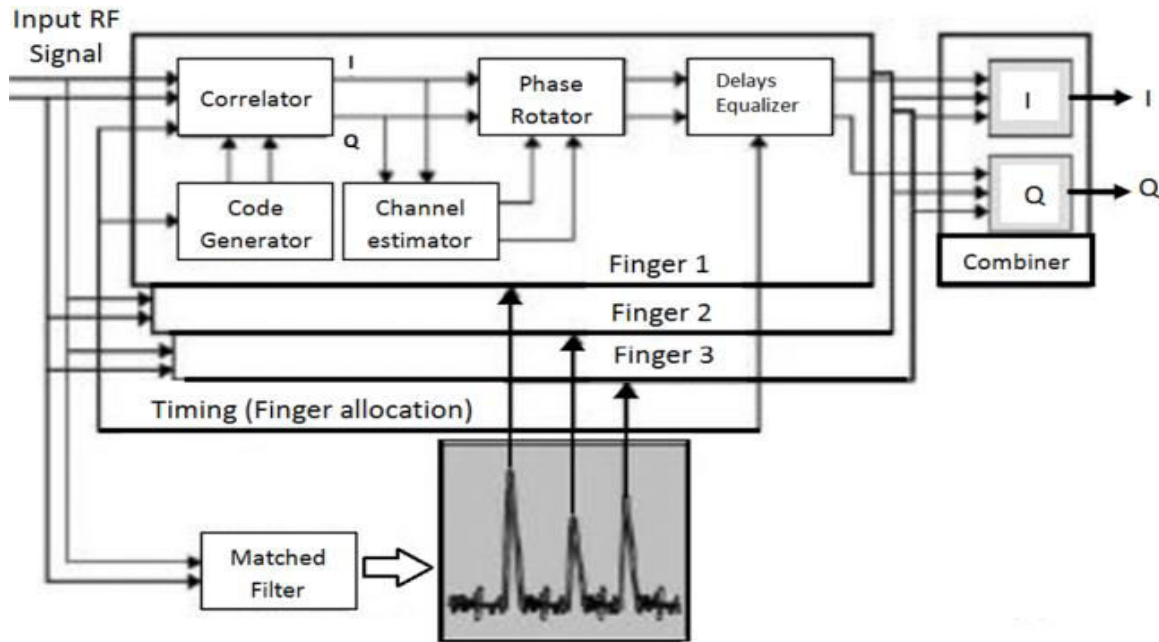 Input RF
Signal
I
Q
Correlator
Phase
Rotator
Delays
Equalizer
I
I
Q
Q
Code
Generator
Channel
estimator
Combiner
Finger 1
Finger 2
Finger 3
Timing (Finger allocation)
Matched
Filter